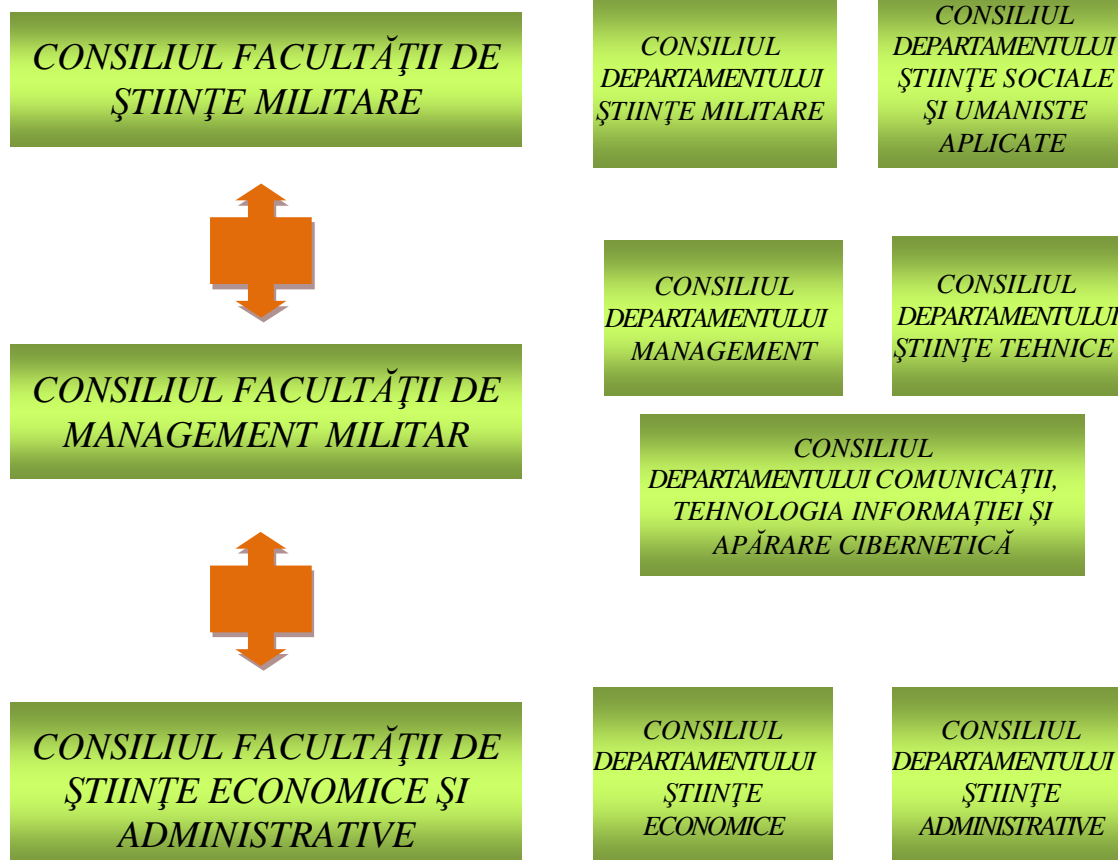 CONSILIUL FACULTĂŢII DE
ŞTIINŢE MILITARE
CONSILIUL
DEPARTAMENTULUI
ŞTIINŢE MILITARE
CONSILIUL
DEPARTAMENTULUI
ŞTIINŢE SOCIALE
ŞI UMANISTE
APLICATE
CONSILIUL FACULTĂŢII DE
MANAGEMENT MILITAR
CONSILIUL
DEPARTAMENTULUI
MANAGEMENT
CONSILIUL
DEPARTAMENTULUI
ŞTIINŢE TEHNICE
CONSILIUL
DEPARTAMENTULUI COMUNICAȚII,
TEHNOLOGIA INFORMAȚIEI ȘI
APĂRARE CIBERNETICĂ
CONSILIUL FACULTĂŢII DE
ŞTIINŢE ECONOMICE ŞI
ADMINISTRATIVE
CONSILIUL
DEPARTAMENTULUI
ŞTIINŢE
ECONOMICE
CONSILIUL
DEPARTAMENTULUI
ŞTIINŢE
ADMINISTRATIVE